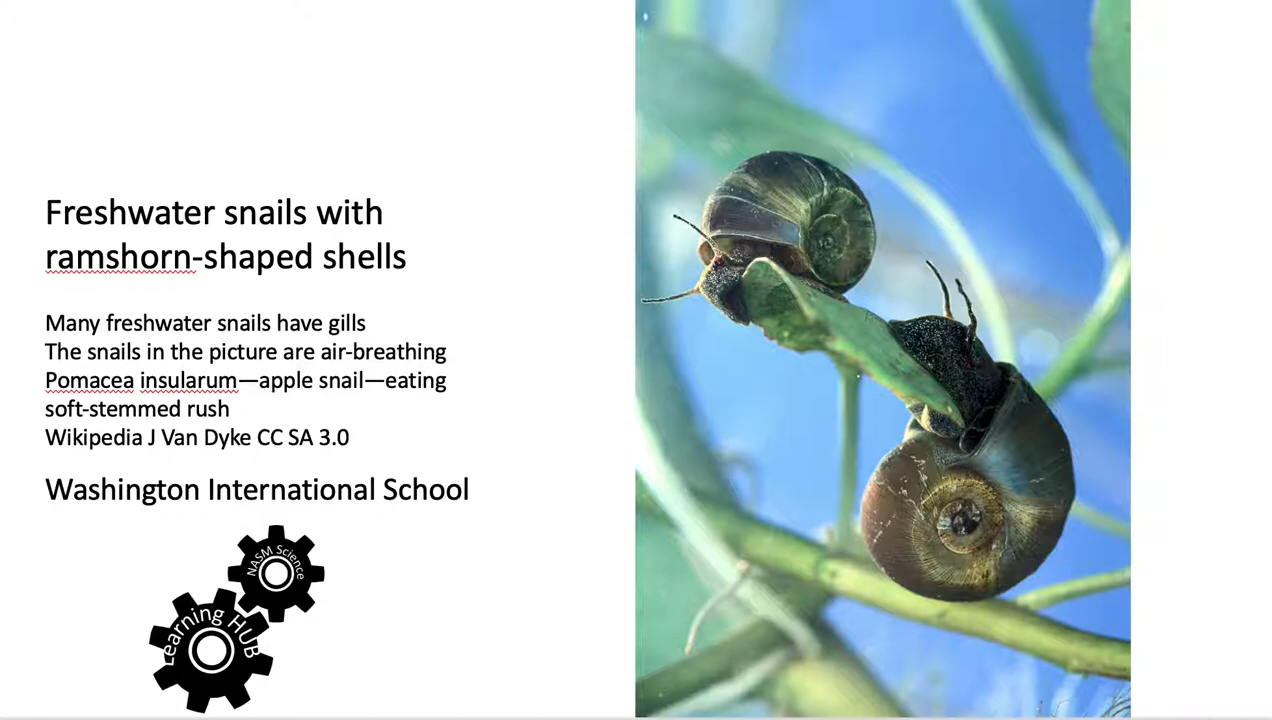 Freshwater snails with
ramshorn-shaped shells
Many freshwater snails have gills
The snails in the picture are air-breathing
Pomacea insularum—apple snail—eating
soft-stemmed rush
Wikipedia J Van Dyke CC SA 3.0
Washington International School
NASM Science
Learning HUB